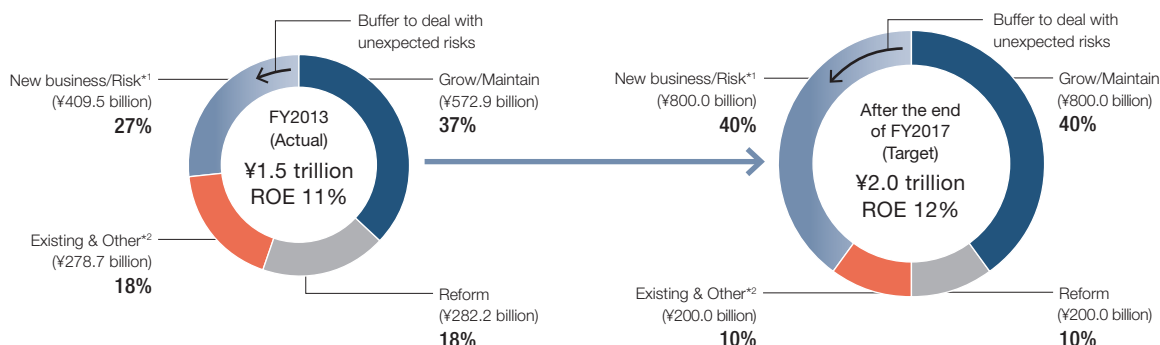 Buffer to deal with
unexpected risks
New business/Risk*1
(¥409.5 billion)
27%
Grow/Maintain
(¥572.9 billion)
37%
FY2013
(Actual)
¥1.5 trillion
ROE 11%
Existing & Other*2
(¥278.7 billion)
18%
Reform
(¥282.2 billion)
18%
Buffer to deal with
unexpected risks
New business/Risk*1
(¥800.0 billion)
40%
Grow/Maintain
(¥800.0 billion)
40%
After the end
of FY2017
(Target)
¥2.0 trillion
ROE 12%
Existing & Other*2
(¥200.0 billion)
10%
Reform
(¥200.0 billion)
10%